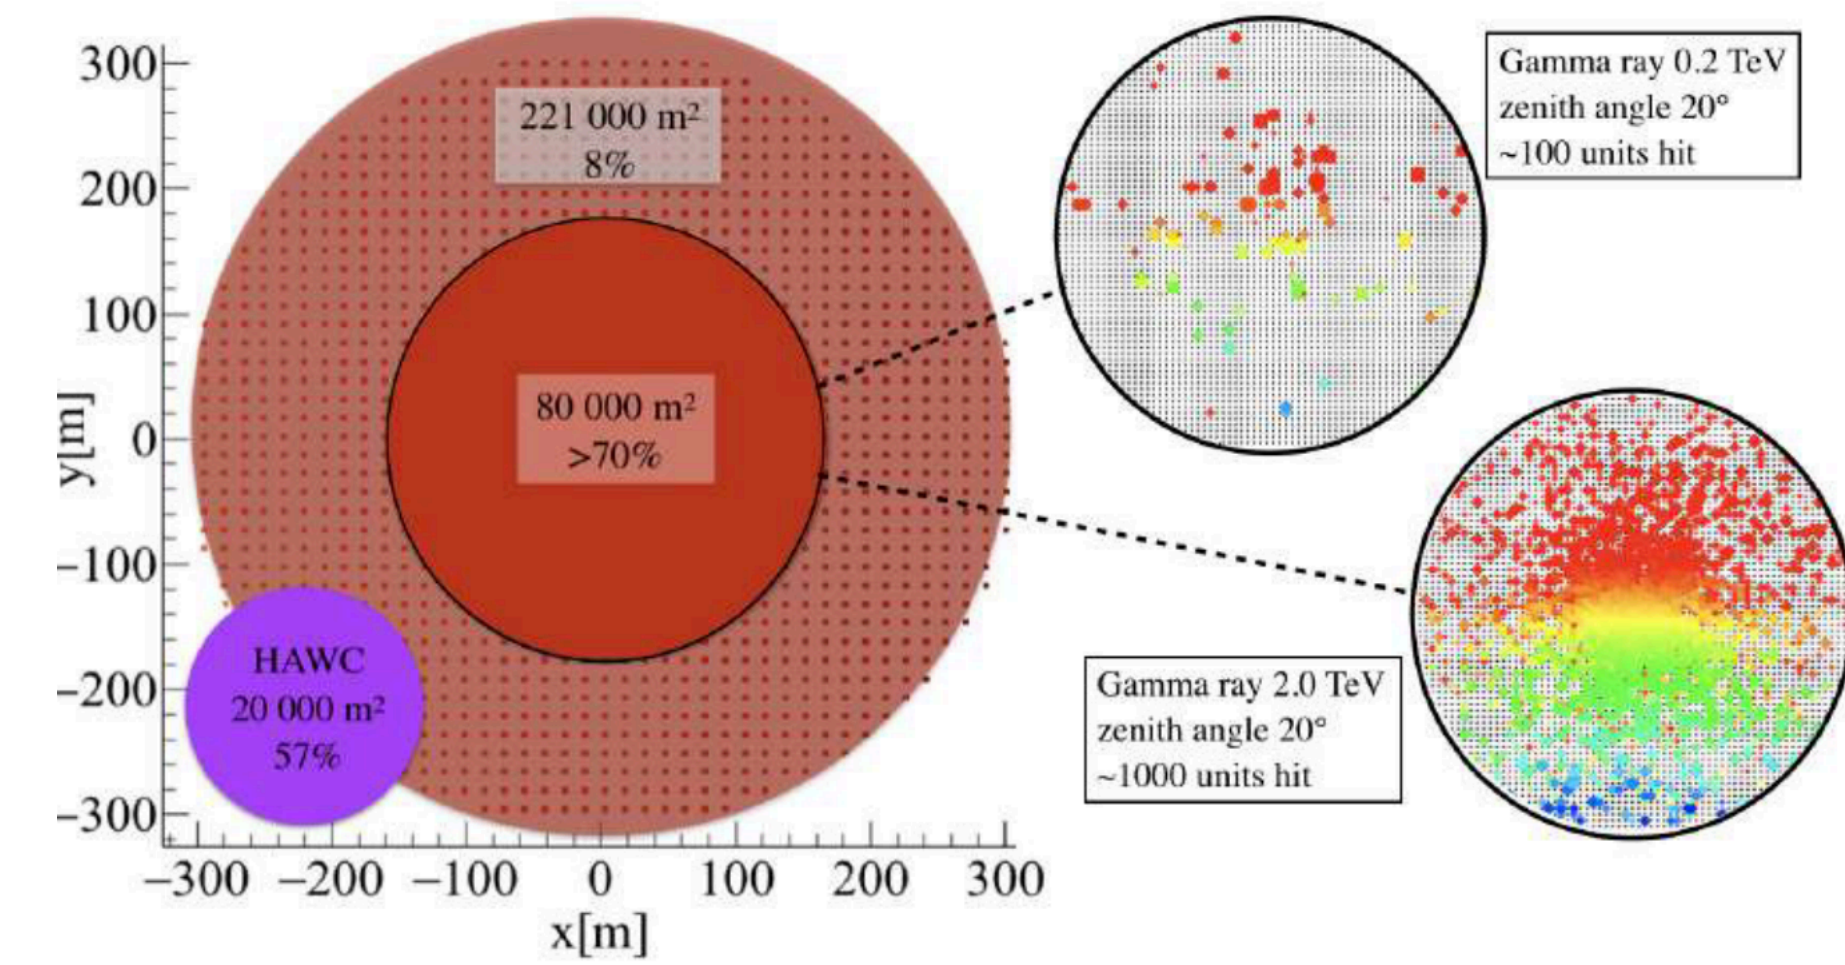 300
200
100
0
−100
−200
−300
y[m]
221 000 m²
8%
80 000 m²
>70%
HAWC
20 000 m²
57%
−300 −200 −100 0 100 200 300
x[m]
Gamma ray 0.2 TeV
zenith angle 20°
~100 units hit
Gamma ray 2.0 TeV
zenith angle 20°
~1000 units hit